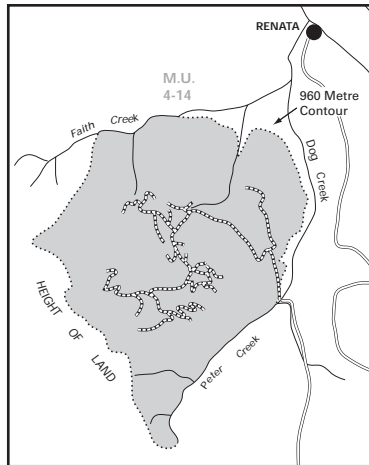 RENATA
M.U.
4-14
960 Metre
Contour
Faith Creek
Dog Creek
HEIGHT OF LAND
Peter Creek